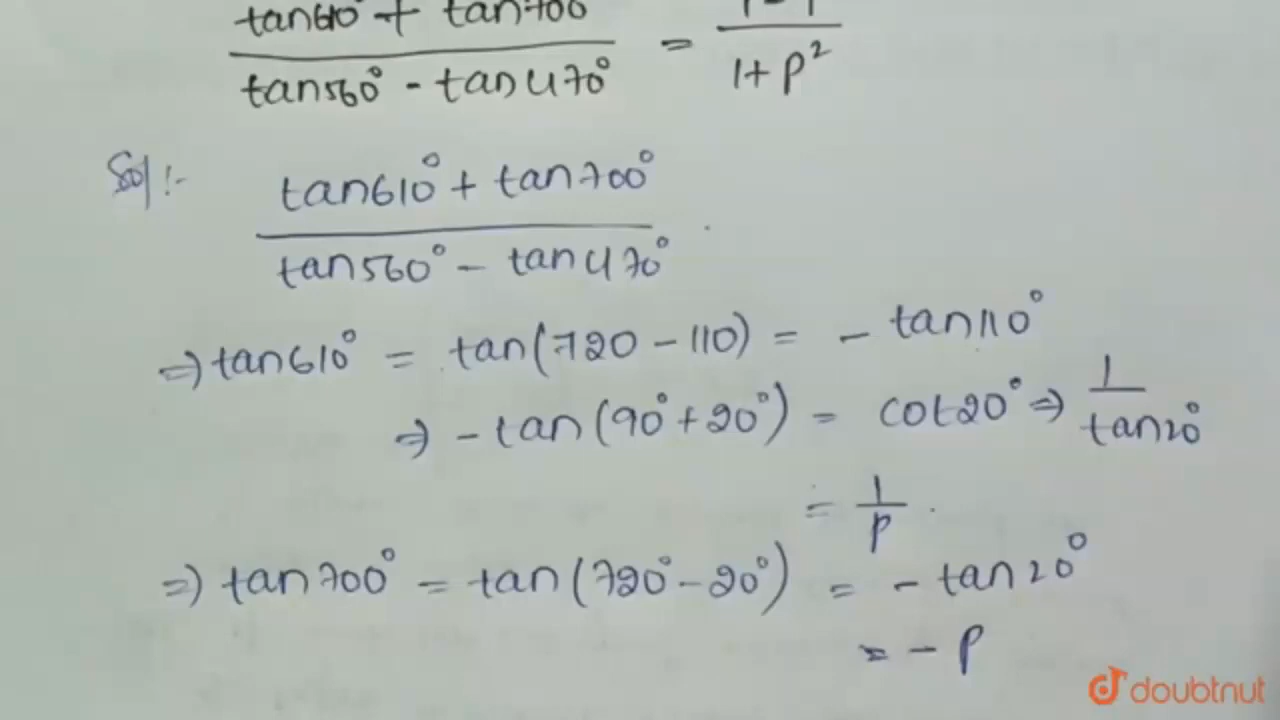 tan610° + tan700°
tan560° - tan470° = 1+p²
Sol:-
tan610° + tan700°
tan560° - tan470°
⇒ tan610° = tan(720 - 110) = - tan110°
⇒ - tan(90° + 20°) = cot20° ⇒ 1/tan20°
= 1/p.
⇒ tan700° = tan(720° - 20°) = - tan20°
= - p
doubtnut